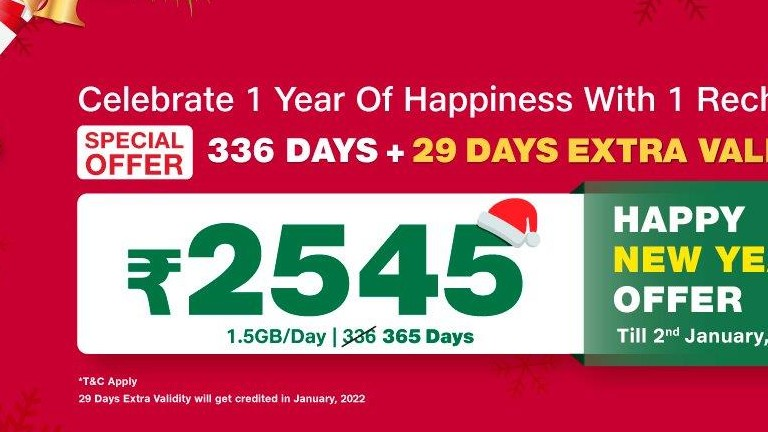 Celebrate 1 Year Of Happiness With 1
SPECIAL OFFER
336 DAYS + 29 DAYS EXTRA
₹2545
1.5GB/Day | 336 365 Days
HAPPY
NEW
OFFER
Till 2nd January,
*T&C Apply
29 Days Extra Validity will get credited in January, 2022